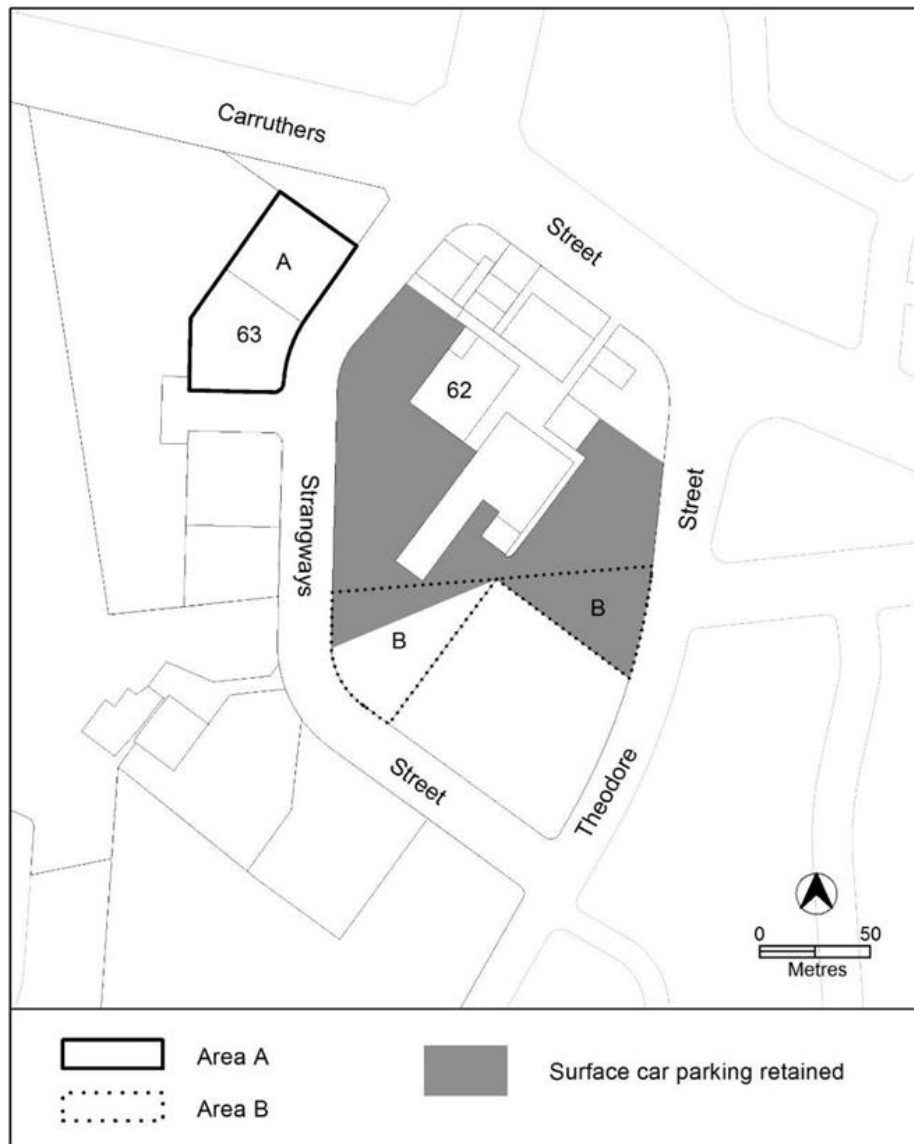 Carruthers
Street
A
63
62
Strangways
Street
B
B
Street
Theodore
0 50
Metres
Area A
Area B
Surface car parking retained